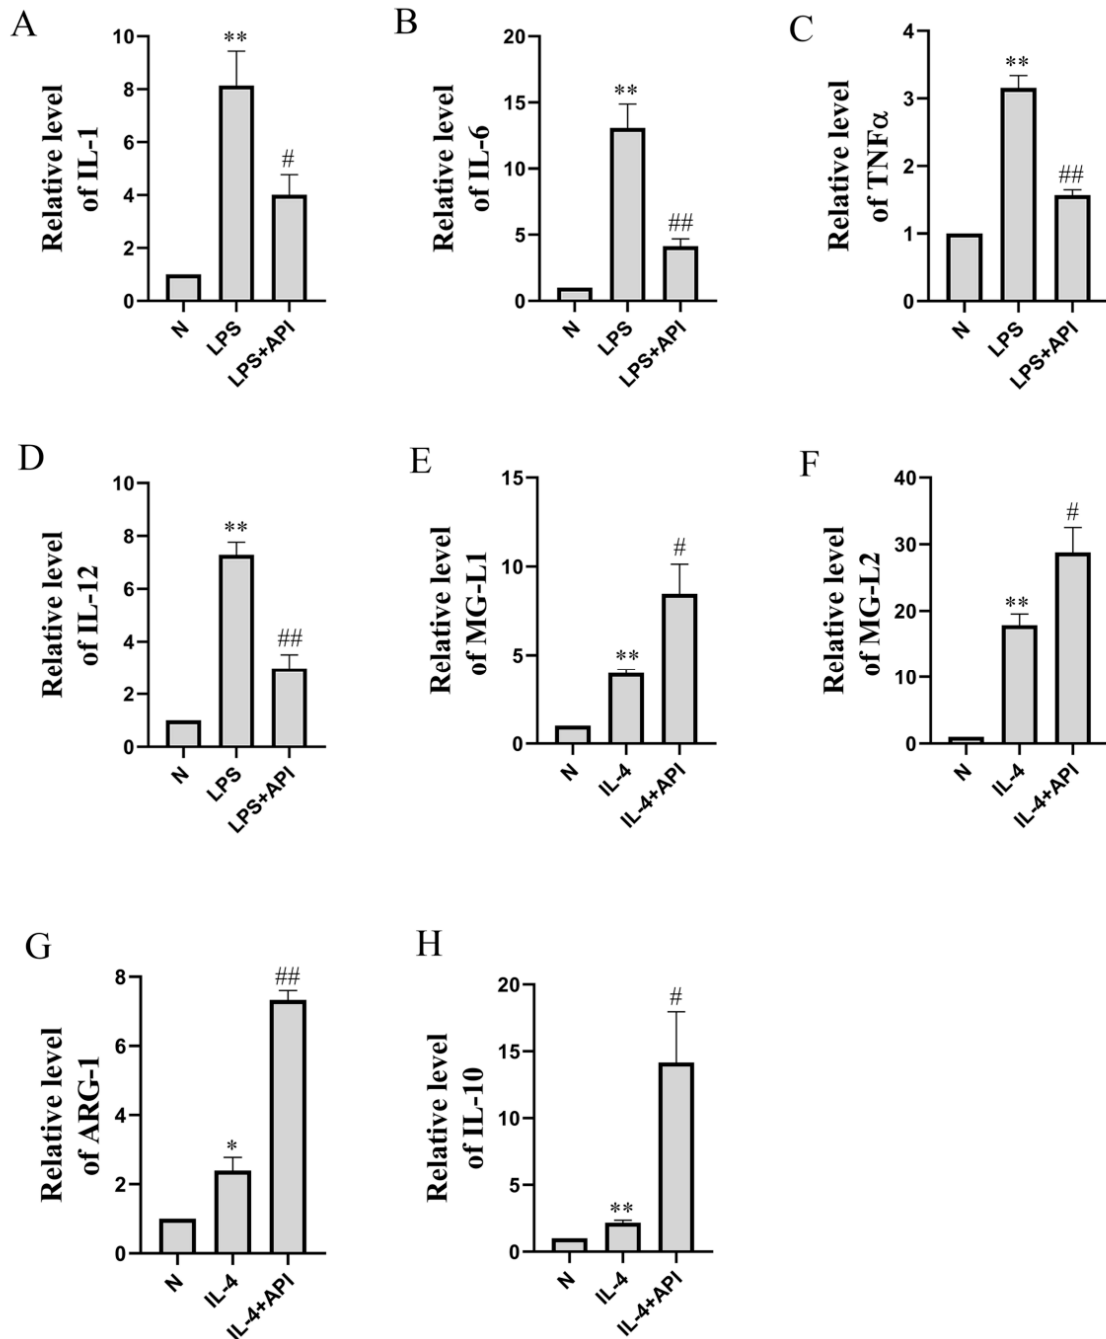 A
Relative level
of IL-1
10
8
6
4
2
0
**
#
N
LPS
LPS+API
B
Relative level
of IL-6
20
15
10
5
0
**
##
N
LPS
LPS+API
C
Relative level
of TNFα
4
3
2
1
0
**
##
N
LPS
LPS+API
D
Relative level
of IL-12
10
8
6
4
2
0
**
##
N
LPS
LPS+API
E
Relative level
of MG-L1
15
10
5
0
**
#
N
IL-4
IL-4+API
F
Relative level
of MG-L2
40
30
20
10
0
**
#
N
IL-4
IL-4+API
G
Relative level
of ARG-1
8
6
4
2
0
*
##
N
IL-4
IL-4+API
H
Relative level
of IL-10
20
15
10
5
0
**
#
N
IL-4
IL-4+API